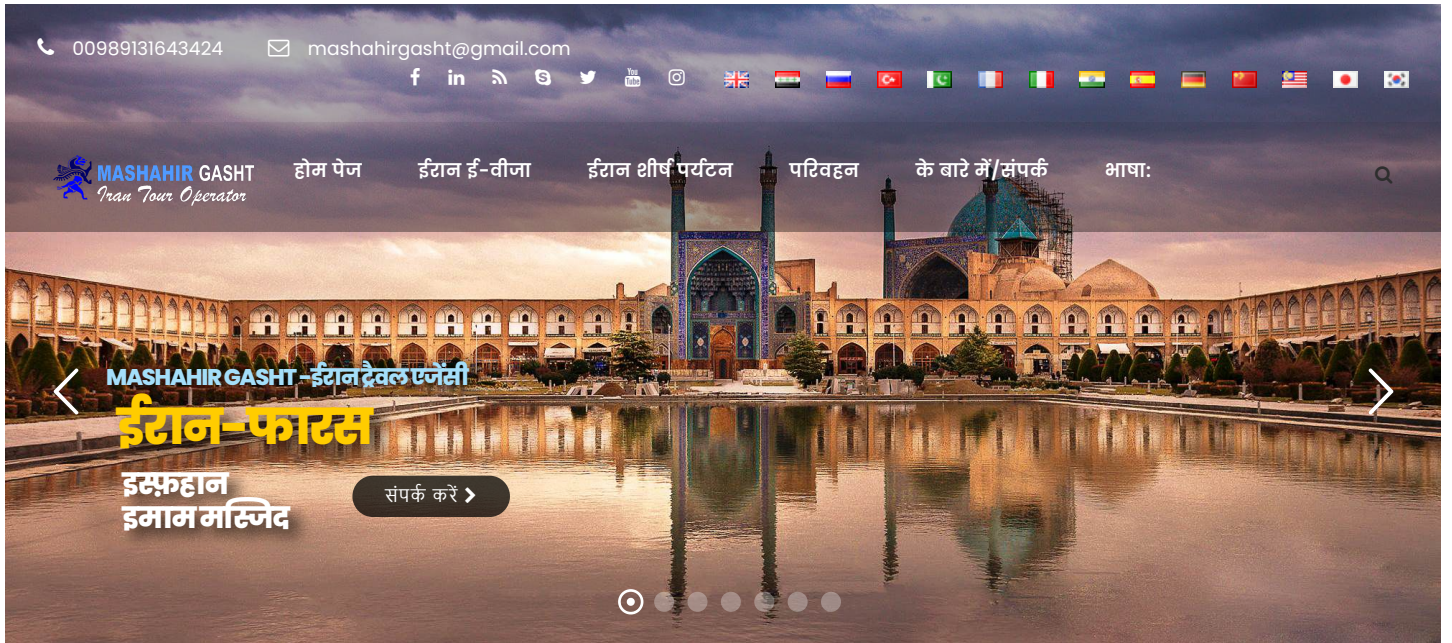 00989131643424 mashahirgasht@gmail.com
MASHAHIR GASHT
Iran Tour Operator
होम पेज ईरान ई-वीजा ईरान शीर्ष पर्यटन परिवहन के बारे में/संपर्क भाषा:
MASHAHIR GASHT -ईरान ट्रैवल एजेंसी
ईरान-फारस
इस्फ़हान
इमाम मस्जिद
संपर्क करें